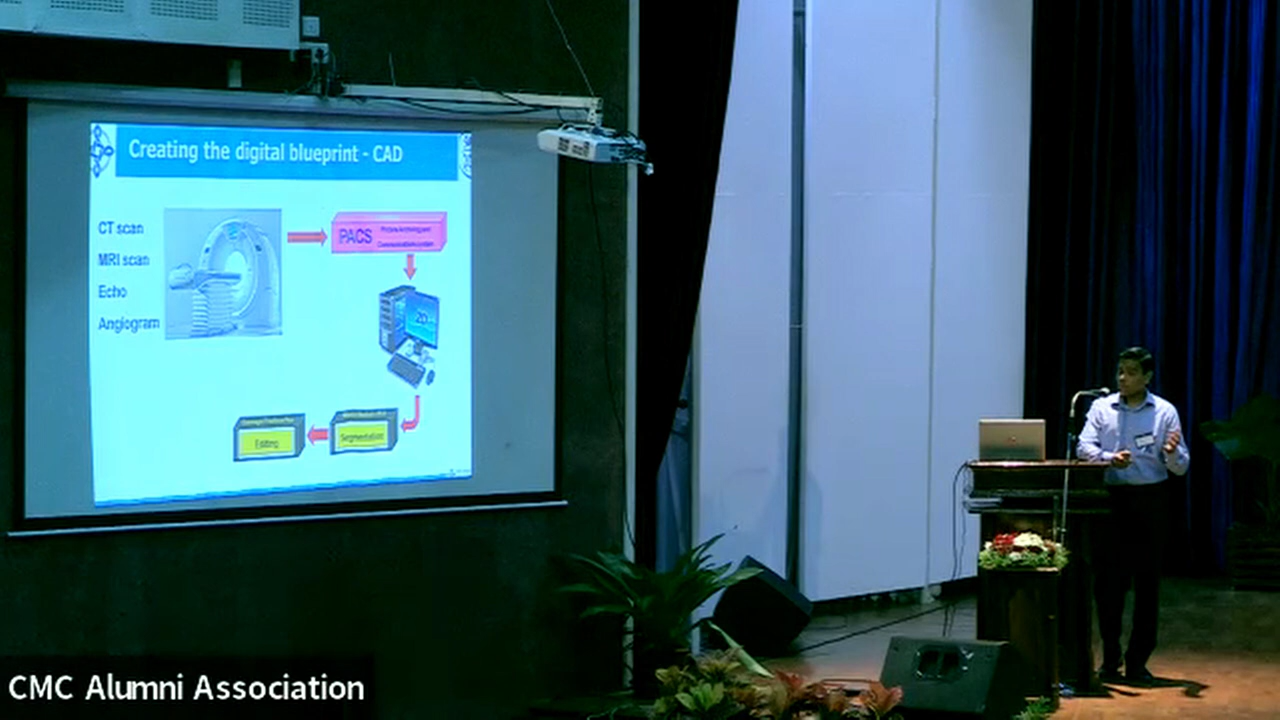 Creating the digital blueprint - CAD
CT scan
MRI scan
Echo
Angiogram
PACS
Picture Archiving and
Communication system
2D
Editing
Segmentation
CMC Alumni Association